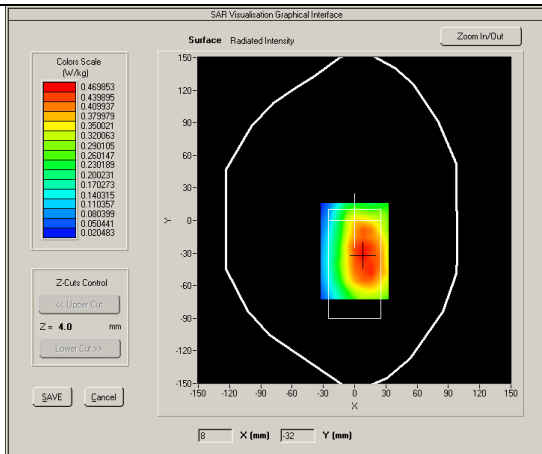 SAR Visualisation Graphical Interface
Surface Radiated Intensity
Zoom In/Out
Colors Scale
(W/kg)
0.469853
0.439895
0.409937
0.379979
0.350021
0.320063
0.290105
0.260147
0.230189
0.200231
0.170273
0.140315
0.110357
0.080399
0.050441
0.020483
150
120
90
60
30
0
-30
-60
-90
-120
-150
Y
-150 -120 -90 -60 -30 0 30 60 90 120 150
X
Z-Cuts Control
<< Upper Cut
Z = 4.0 mm
Lower Cut >>
SAVE Cancel
8 X (mm) -32 Y (mm)